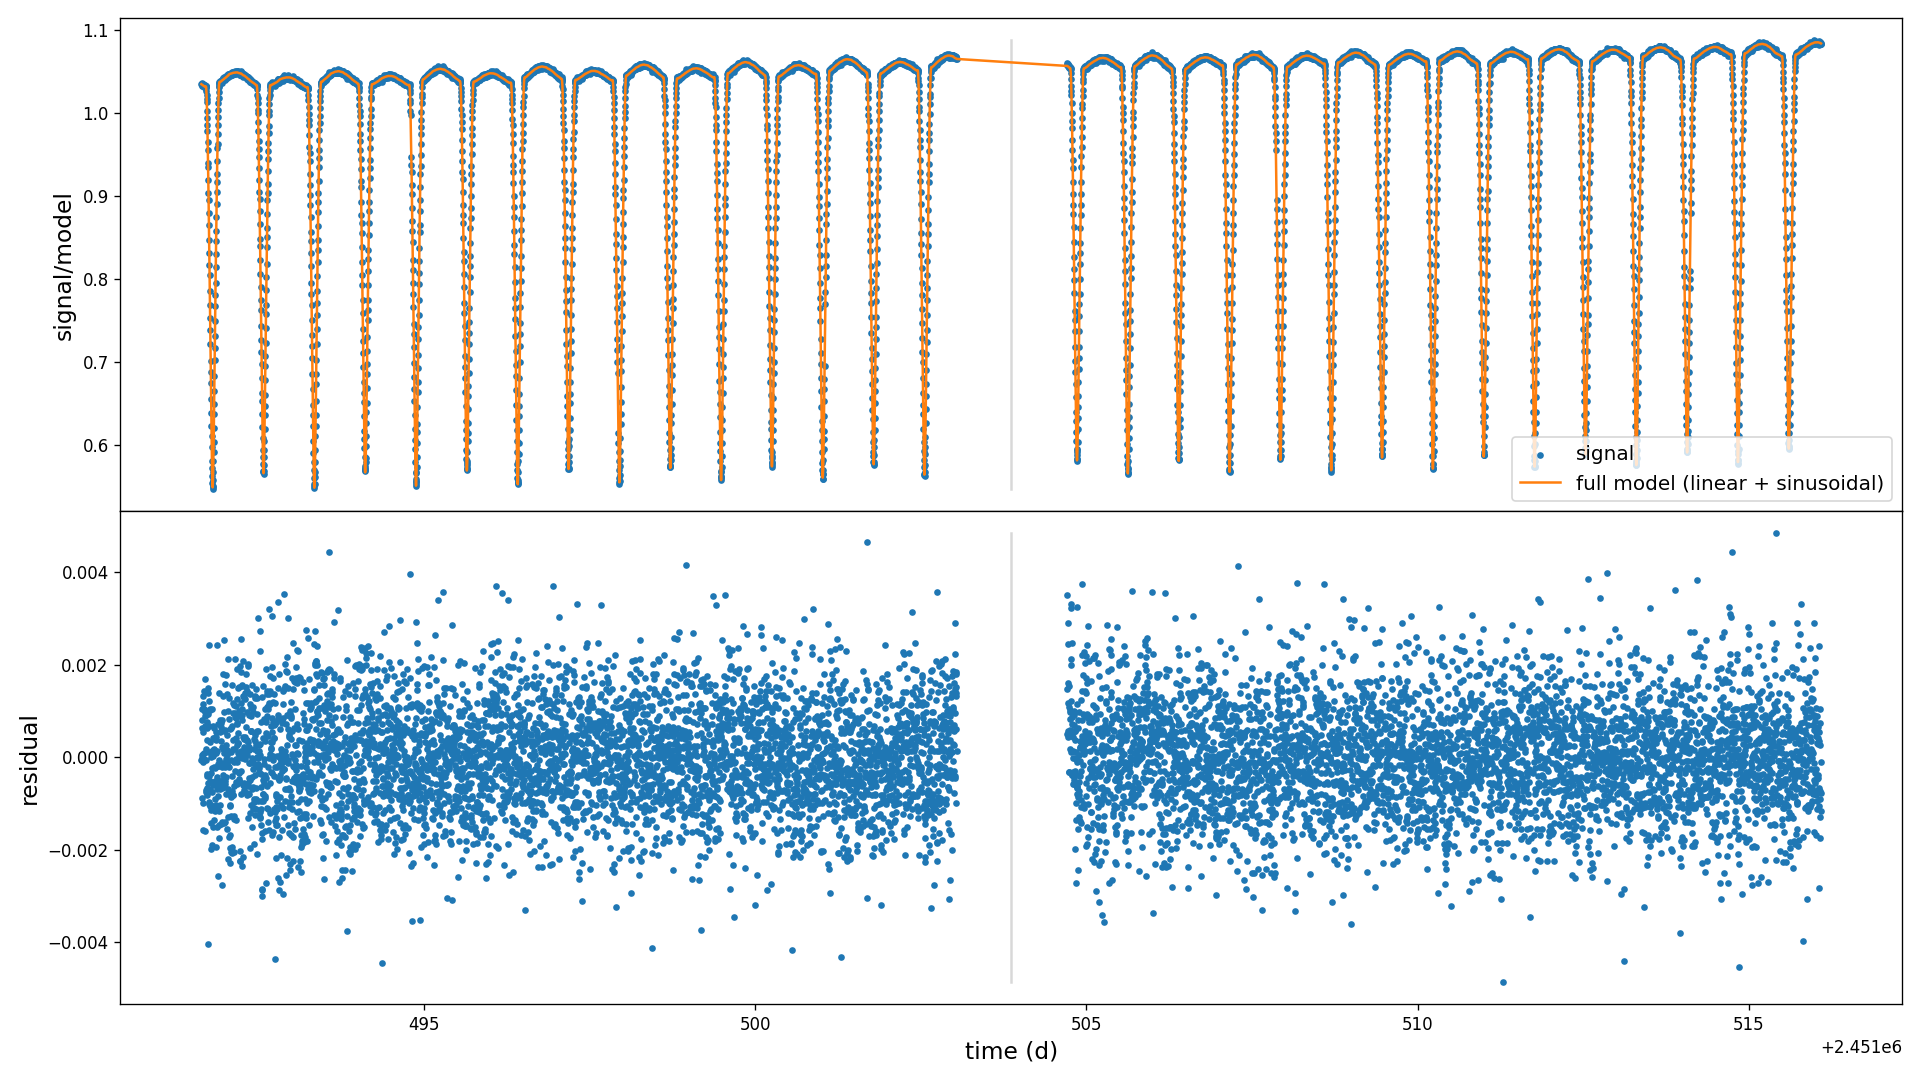 1.1
1.0
0.9
0.8
0.7
0.6
signal/model
signal
full model (linear + sinusoidal)
0.004
0.002
0.000
−0.002
−0.004
residual
495
500
505
510
515
time (d)
+2.451e6